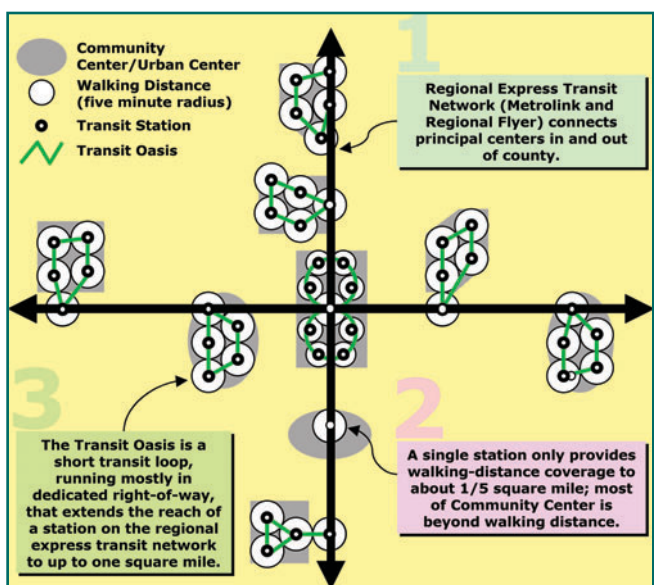 Community
Center/Urban Center
Walking Distance
(five minute radius)
Transit Station
Transit Oasis
1
Regional Express Transit
Network (Metrolink and
Regional Flyer) connects
principal centers in and out
of county.
2
A single station only provides
walking-distance coverage to
about 1/5 square mile; most
of Community Center is
beyond walking distance.
3
The Transit Oasis is a
short transit loop,
running mostly in
dedicated right-of-way,
that extends the reach of
a station on the regional
express transit network
to up to one square mile.